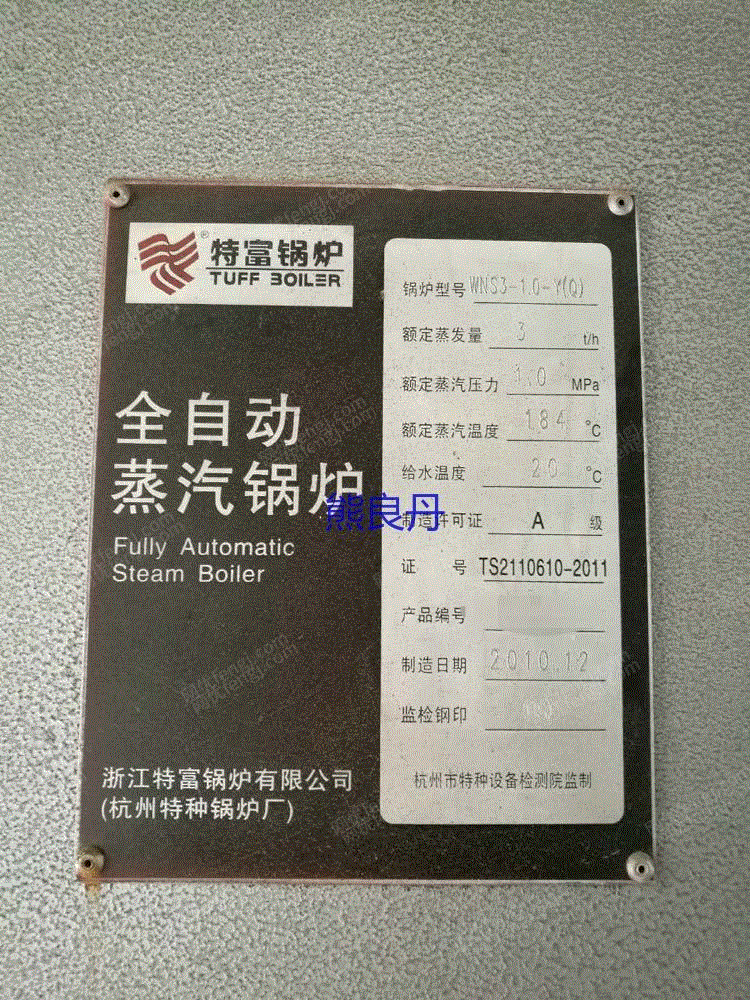 特富锅炉®
TUFF BOILER
全自动
蒸汽锅炉
Fully Automatic
Steam Boiler
浙江特富锅炉有限公司
(杭州特种锅炉厂)
锅炉型号 WNS3-1.0-Y(Q)
额定蒸发量 3 t/h
额定蒸汽压力 1.0 MPa
额定蒸汽温度 184 °C
给水温度 20 °C
制造许可证 A 级
证 号 TS2110610-2011
产品编号
制造日期 2010.12
监检钢印
杭州市特种设备检测院监制
熊良丹